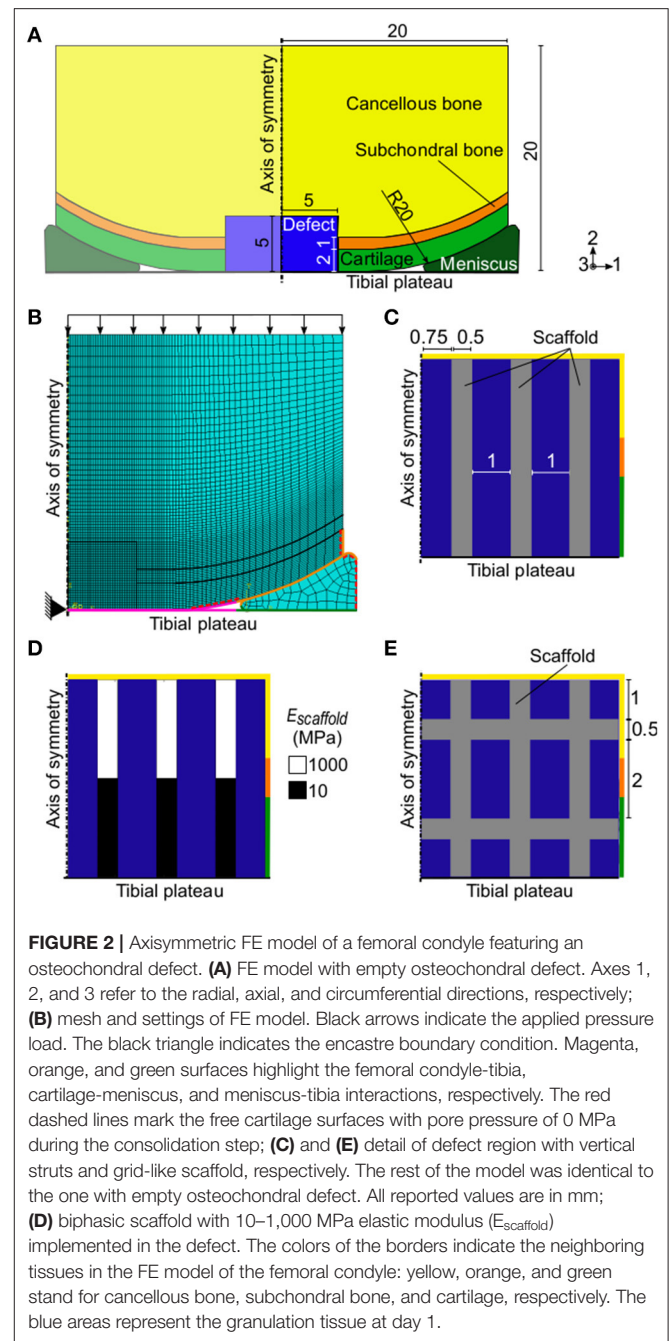 A
20
Axis of symmetry
Cancellous bone
Subchondral bone
20
5
R20
Defect
5
1
2
Cartilage
Meniscus
2
3
1
Tibial plateau
B
Axis of symmetry
Tibial plateau
C
0.75
0.5
Scaffold
Axis of symmetry
1
1
Tibial plateau
D
Axis of symmetry
Escaffold
(MPa)
1000
10
Tibial plateau
E
Scaffold
Axis of symmetry
1
0.5
2
Tibial plateau
FIGURE 2 | Axisymmetric FE model of a femoral condyle featuring an
osteochondral defect. (A) FE model with empty osteochondral defect. Axes 1,
2, and 3 refer to the radial, axial, and circumferential directions, respectively;
(B) mesh and settings of FE model. Black arrows indicate the applied pressure
load. The black triangle indicates the encastre boundary condition. Magenta,
orange, and green surfaces highlight the femoral condyle-tibia,
cartilage-meniscus, and meniscus-tibia interactions, respectively. The red
dashed lines mark the free cartilage surfaces with pore pressure of 0 MPa
during the consolidation step; (C) and (E) detail of defect region with vertical
struts and grid-like scaffold, respectively. The rest of the model was identical to
the one with empty osteochondral defect. All reported values are in mm;
(D) biphasic scaffold with 10–1,000 MPa elastic modulus (Escaffold)
implemented in the defect. The colors of the borders indicate the neighboring
tissues in the FE model of the femoral condyle: yellow, orange, and green
stand for cancellous bone, subchondral bone, and cartilage, respectively. The
blue areas represent the granulation tissue at day 1.